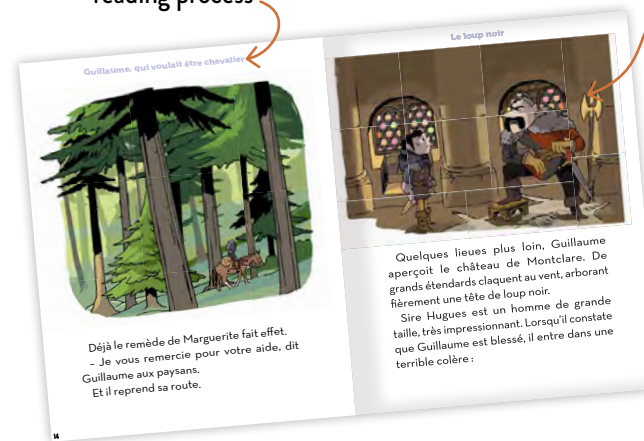 reading process
Guillaume, qui voulait être chevalier
Déjà le remède de Marguerite fait effet.
– Je vous remercie pour votre aide, dit
Guillaume aux paysans.
Et il reprend sa route.
14
Le loup noir
Quelques lieues plus loin, Guillaume
aperçoit le château de Montclare. De
grands étendards claquent au vent, arborant
fièrement une tête de loup noir.
Sire Hugues est un homme de grande
taille, très impressionnant. Lorsqu'il constate
que Guillaume est blessé, il entre dans une
terrible colère :